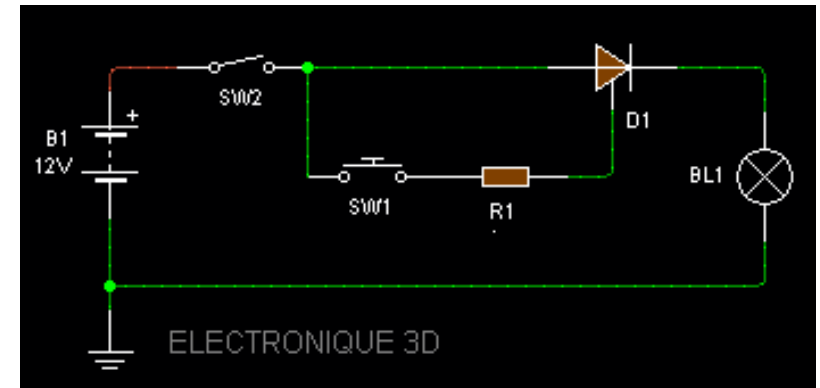 SW2
+
D1
B1
12V
BL1
SW1
R1
ELECTRONIQUE 3D